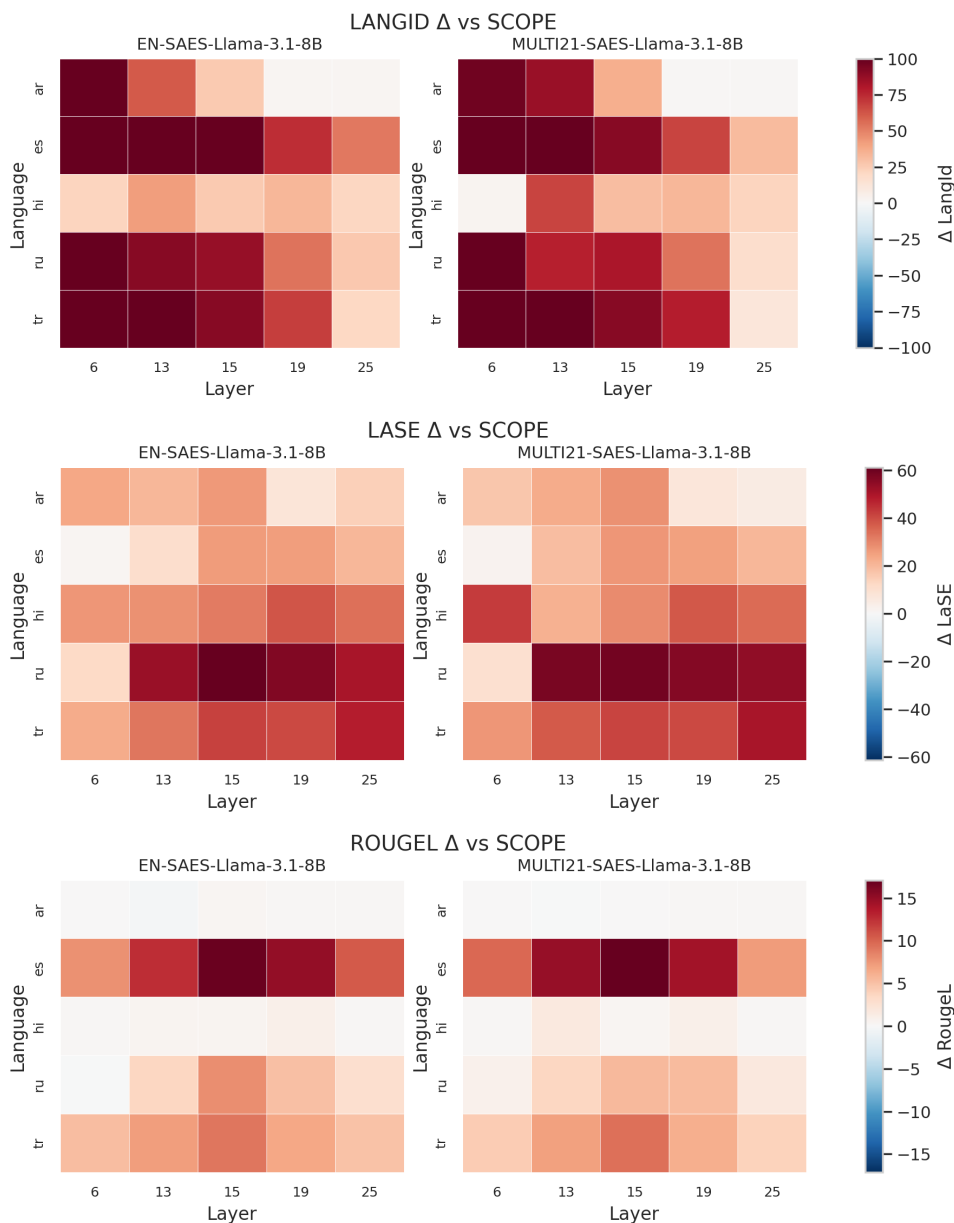 LANGID Δ vs SCOPE
EN-SAES-Llama-3.1-8B
MULTI21-SAES-Llama-3.1-8B
Language
ar
es
hi
ru
tr
6 13 15 19 25
Layer
Language
ar
es
hi
ru
tr
6 13 15 19 25
Layer
100
75
50
25
0
−25
−50
−75
−100
Δ LangId
LASE Δ vs SCOPE
EN-SAES-Llama-3.1-8B
MULTI21-SAES-Llama-3.1-8B
Language
ar
es
hi
ru
tr
6 13 15 19 25
Layer
Language
ar
es
hi
ru
tr
6 13 15 19 25
Layer
60
40
20
0
−20
−40
−60
Δ LaSE
ROUGEL Δ vs SCOPE
EN-SAES-Llama-3.1-8B
MULTI21-SAES-Llama-3.1-8B
Language
ar
es
hi
ru
tr
6 13 15 19 25
Layer
Language
ar
es
hi
ru
tr
6 13 15 19 25
Layer
15
10
5
0
−5
−10
−15
Δ RougeL